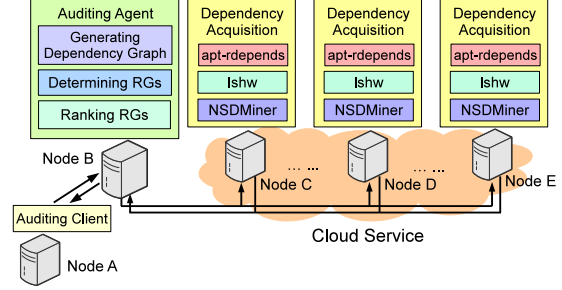 Auditing Agent
Generating
Dependency Graph
Determining RGs
Ranking RGs
Dependency
Acquisition
apt-rdepends
lshw
NSDMiner
Dependency
Acquisition
apt-rdepends
lshw
NSDMiner
Dependency
Acquisition
apt-rdepends
lshw
NSDMiner
Node B
... ...
... ...
Node C
Node D
Node E
Auditing Client
Cloud Service
Node A